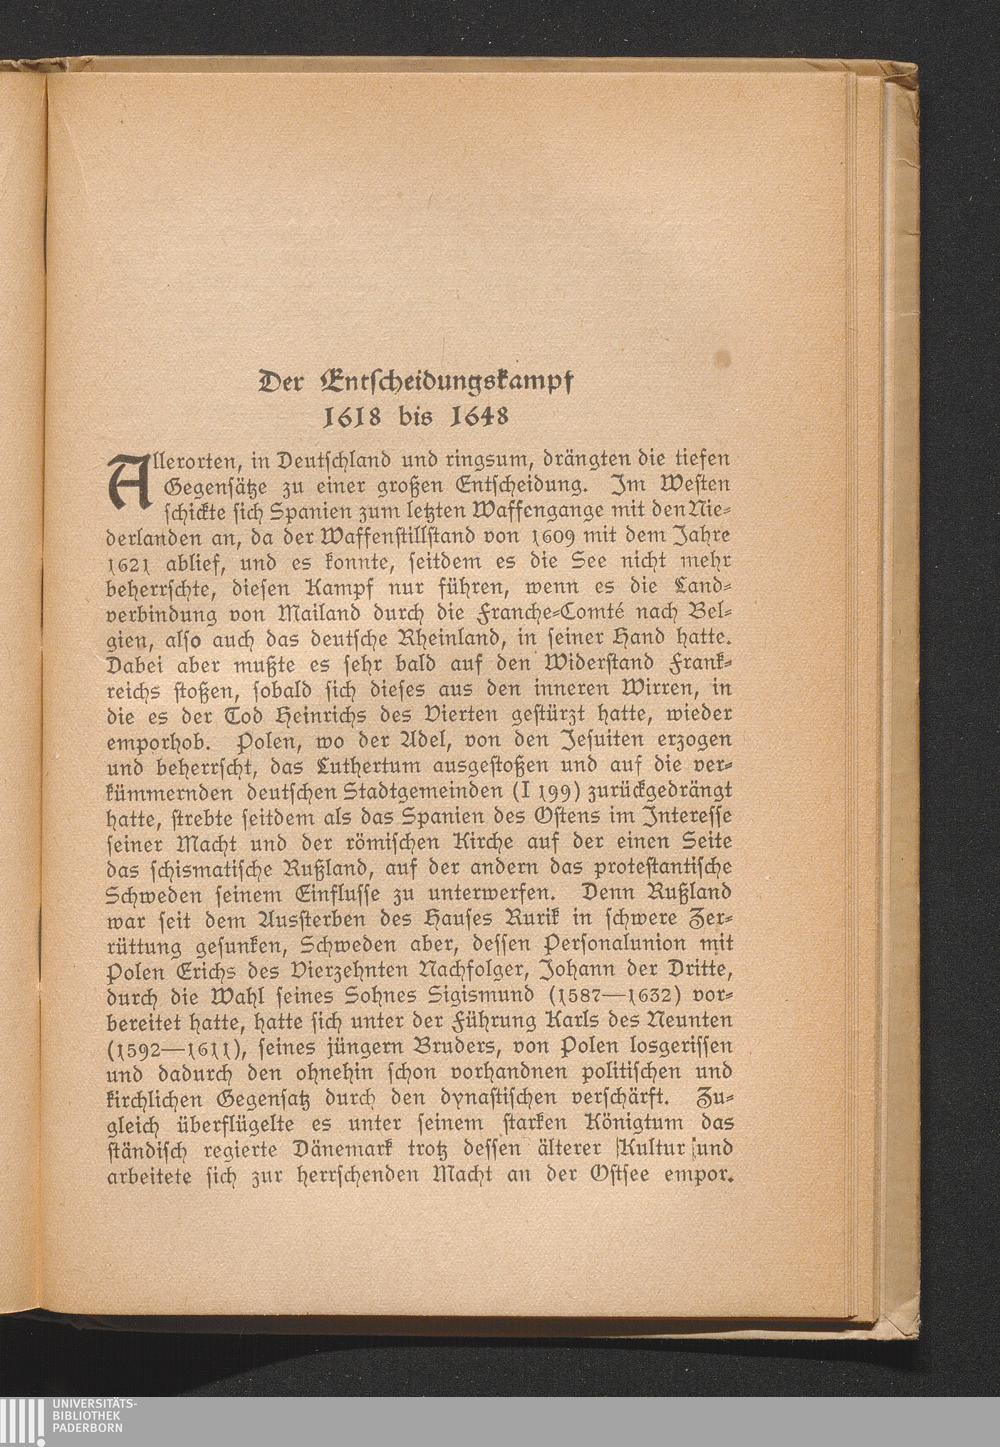 Der Entscheidungskampf
1618 bis 1648
Allerorten, in Deutschland und ringsum, drängten die tiefen
Gegensätze zu einer großen Entscheidung. Im Westen
schickte sich Spanien zum letzten Waffengange mit den Nie-
derlanden an, da der Waffenstillstand von 1609 mit dem Jahre
1621 ablief, und es konnte, seitdem es die See nicht mehr
beherrschte, diesen Kampf nur führen, wenn es die Land-
verbindung von Mailand durch die Franche-Comté nach Bel-
gien, also auch das deutsche Rheinland, in seiner Hand hatte.
Dabei aber mußte es sehr bald auf den Widerstand Frank-
reichs stoßen, sobald sich dieses aus den inneren Wirren, in
die es der Tod Heinrichs des Vierten gestürzt hatte, wieder
emporhob. Polen, wo der Adel, von den Jesuiten erzogen
und beherrscht, das Luthertum ausgestoßen und auf die ver-
kümmernden deutschen Stadtgemeinden (I 199) zurückgedrängt
hatte, strebte seitdem als das Spanien des Ostens im Interesse
seiner Macht und der römischen Kirche auf der einen Seite
das schismatische Rußland, auf der andern das protestantische
Schweden seinem Einflusse zu unterwerfen. Denn Rußland
war seit dem Aussterben des Hauses Rurik in schwere Zer-
rüttung gesunken, Schweden aber, dessen Personalunion mit
Polen Erichs des Vierzehnten Nachfolger, Johann der Dritte,
durch die Wahl seines Sohnes Sigismund (1587—1632) vor-
bereitet hatte, hatte sich unter der Führung Karls des Neunten
(1592—1611), seines jüngern Bruders, von Polen losgerissen
und dadurch den ohnehin schon vorhandnen politischen und
kirchlichen Gegensatz durch den dynastischen verschärft. Zu-
gleich überflügelte es unter seinem starken Königtum das
ständisch regierte Dänemark trotz dessen älterer Kultur und
arbeitete sich zur herrschenden Macht an der Ostsee empor.
UNIVERSITÄTS-
BIBLIOTHEK
PADERBORN